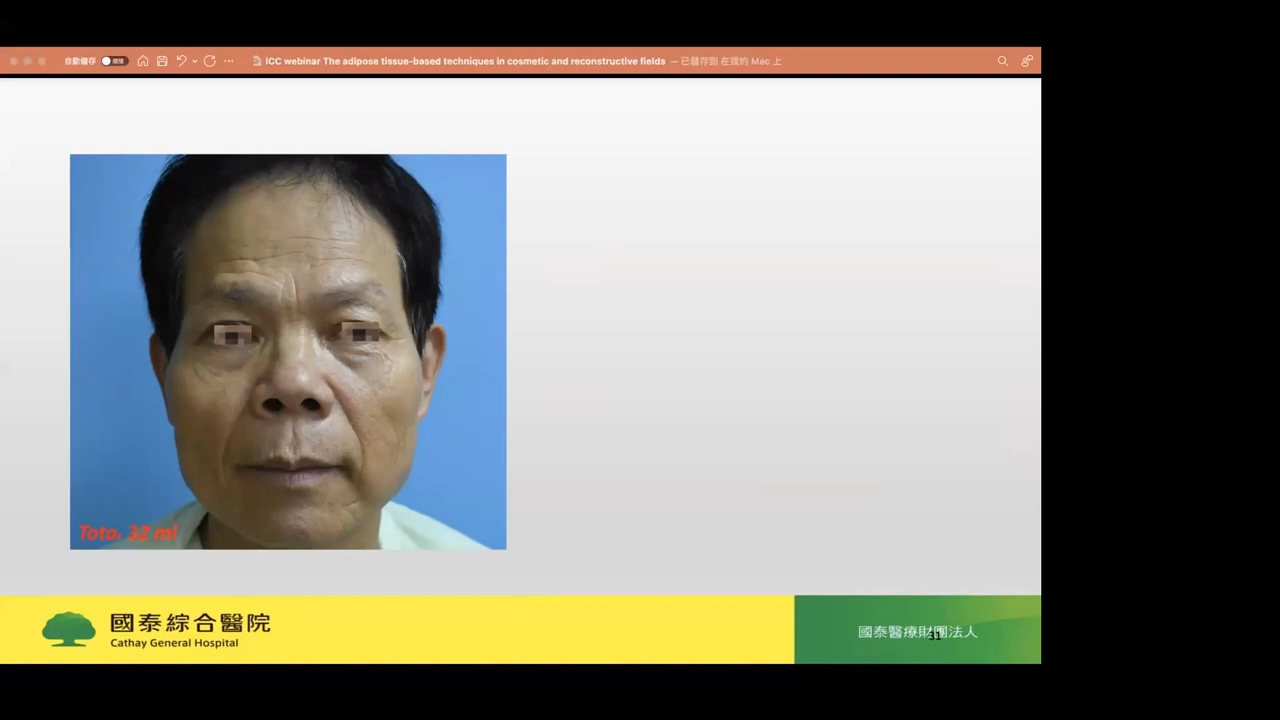 自動儲存
ICC webinar The adipose tissue-based techniques in cosmetic and reconstructive fields — 已儲存到 在我的 Mac 上
32 ml
國泰綜合醫院
Cathay General Hospital
國泰醫療財團法人
31